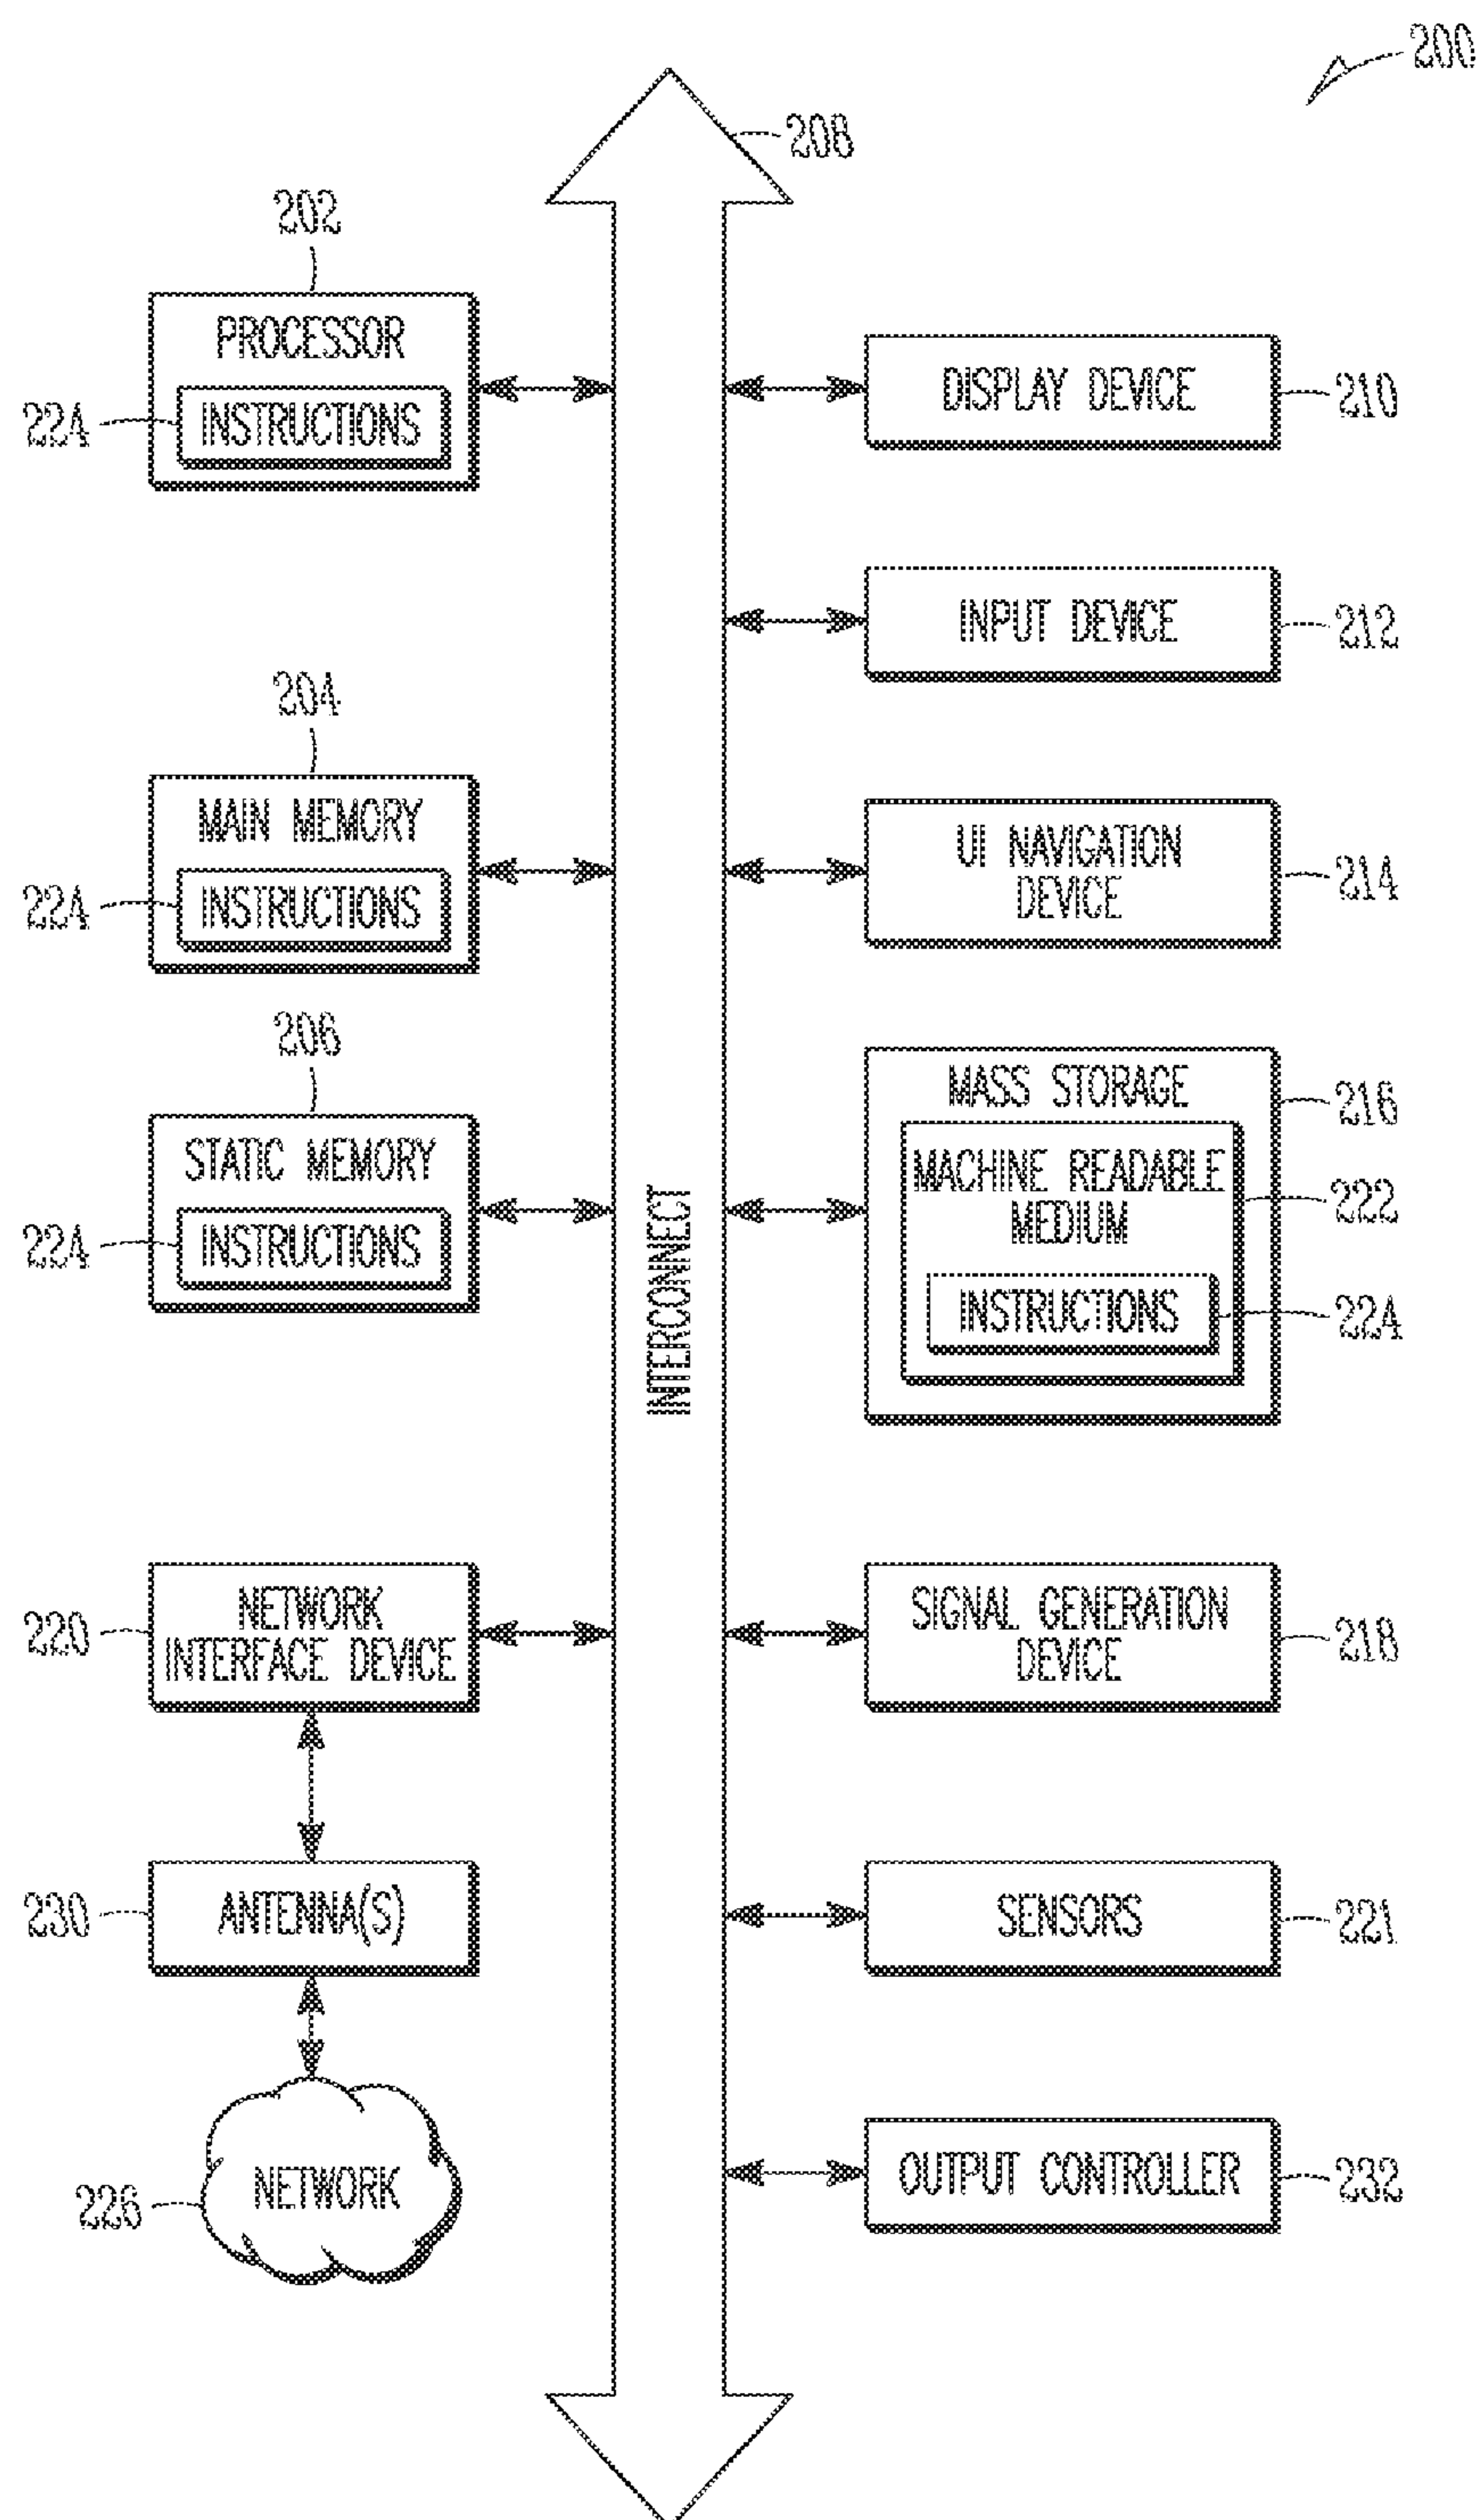 200
208
202
PROCESSOR
224
INSTRUCTIONS
DISPLAY DEVICE
210
INPUT DEVICE
212
204
MAIN MEMORY
224
INSTRUCTIONS
UI NAVIGATION
DEVICE
214
206
STATIC MEMORY
224
INSTRUCTIONS
INTERCONNECT
MASS STORAGE
216
MACHINE READABLE
MEDIUM
222
INSTRUCTIONS
224
220
NETWORK
INTERFACE DEVICE
SIGNAL GENERATION
DEVICE
218
230
ANTENNA(S)
SENSORS
221
226
NETWORK
OUTPUT CONTROLLER
232